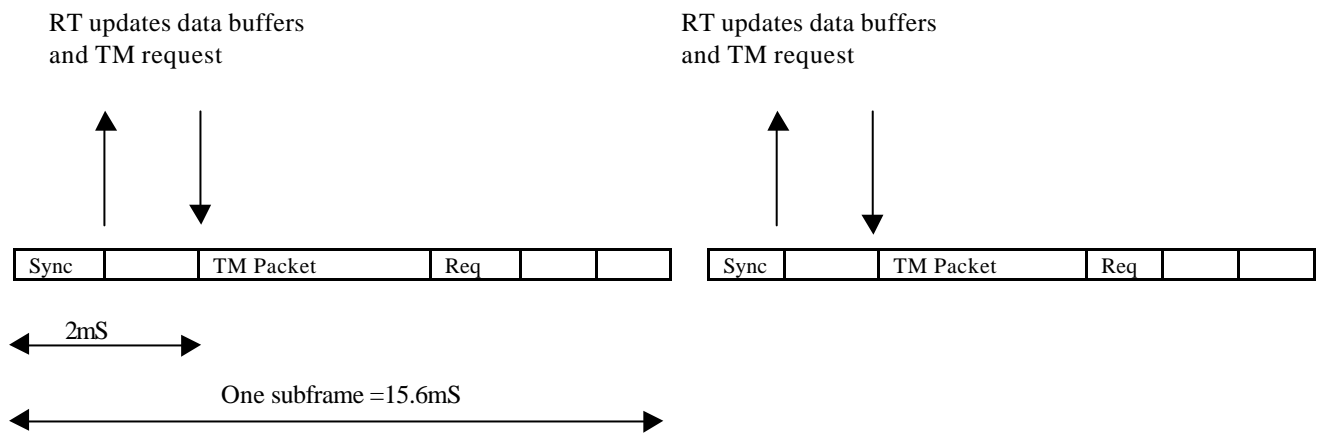 RT updates data buffers
and TM request
RT updates data buffers
and TM request
Sync TM Packet Req
Sync TM Packet Req
2mS
One subframe =15.6mS